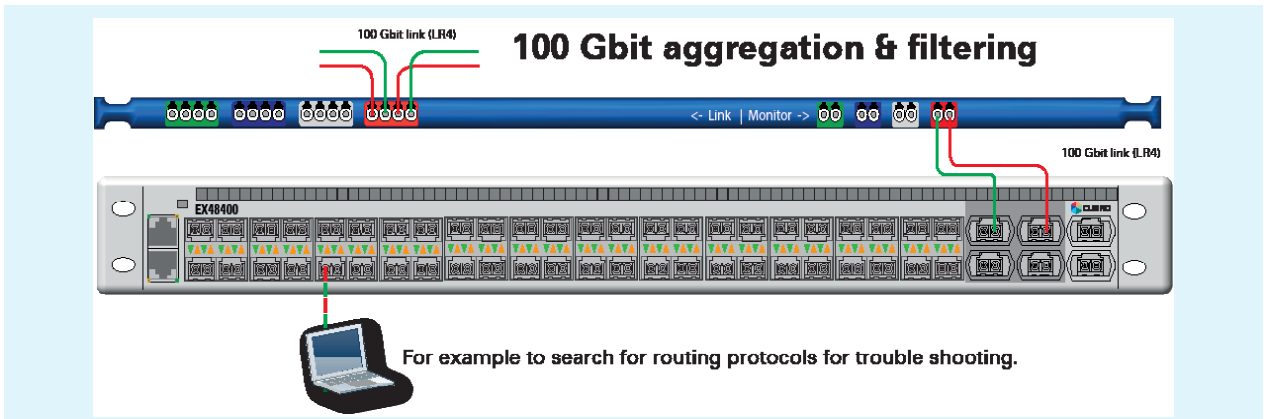 100 Gbit link (LR4)
100 Gbit aggregation & filtering
<- Link | Monitor ->
100 Gbit link (LR4)
EX48400
CUBRO
For example to search for routing protocols for trouble shooting.